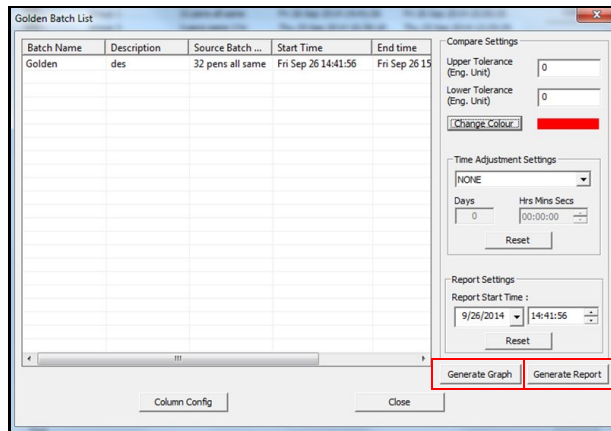 Golden Batch List
Batch Name Description Source Batch ... Start Time End time
Golden des 32 pens all same Fri Sep 26 14:41:56 Fri Sep 26 15
Compare Settings
Upper Tolerance
(Eng. Unit) 0
Lower Tolerance
(Eng. Unit) 0
Change Colour
Time Adjustment Settings
NONE
Days Hrs Mins Secs
0 00:00:00
Reset
Report Settings
Report Start Time :
9/26/2014 14:41:56
Reset
Generate Graph Generate Report
Column Config Close